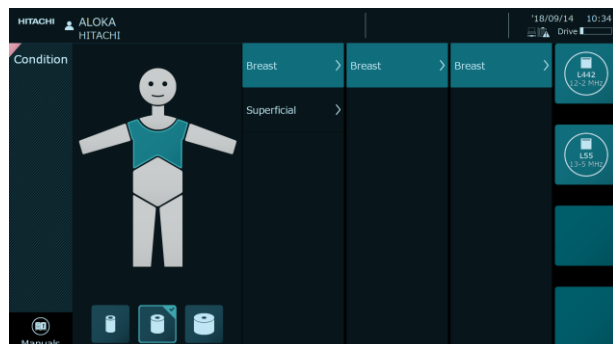 HITACHI
ALOKA
HITACHI
'18/09/14 10:34
Drive
Condition
Breast
Breast
Breast
Superficial
L442
12-2 MHz
L55
13-5 MHz
Manuals